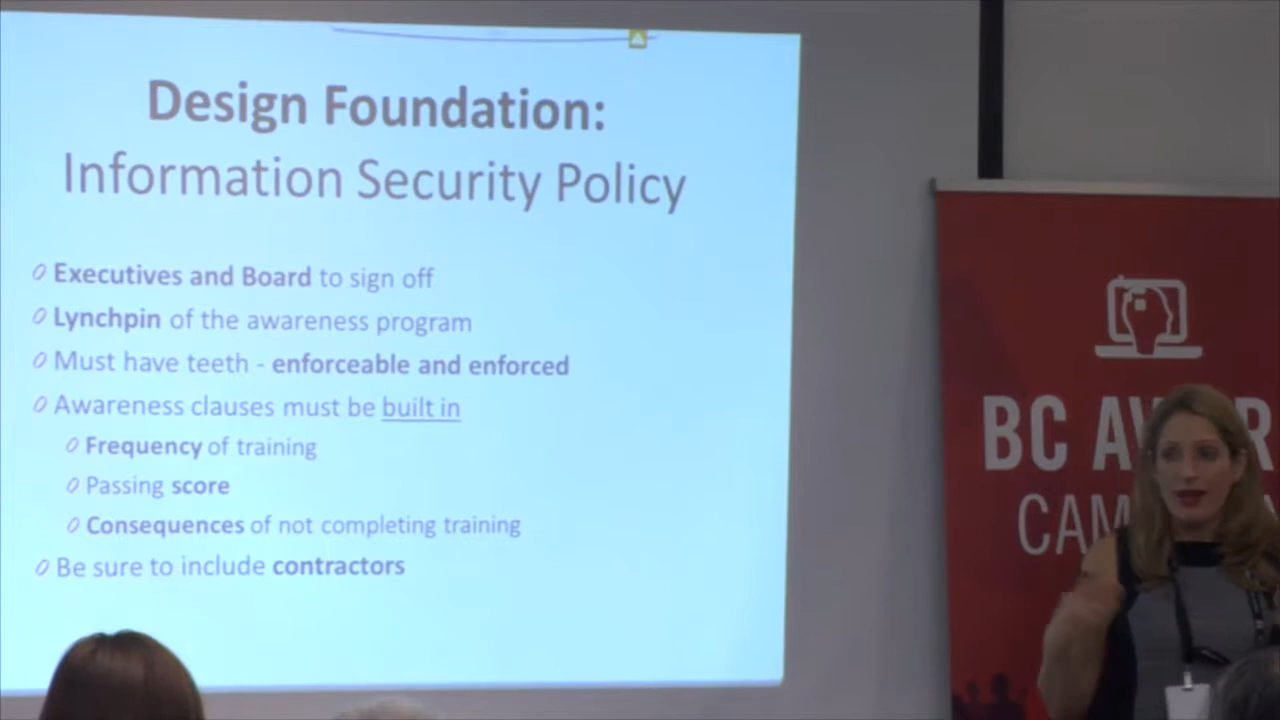 Design Foundation:
Information Security Policy
Executives and Board to sign off
Lynchpin of the awareness program
Must have teeth - enforceable and enforced
Awareness clauses must be built in
Frequency of training
Passing score
Consequences of not completing training
Be sure to include contractors
BC